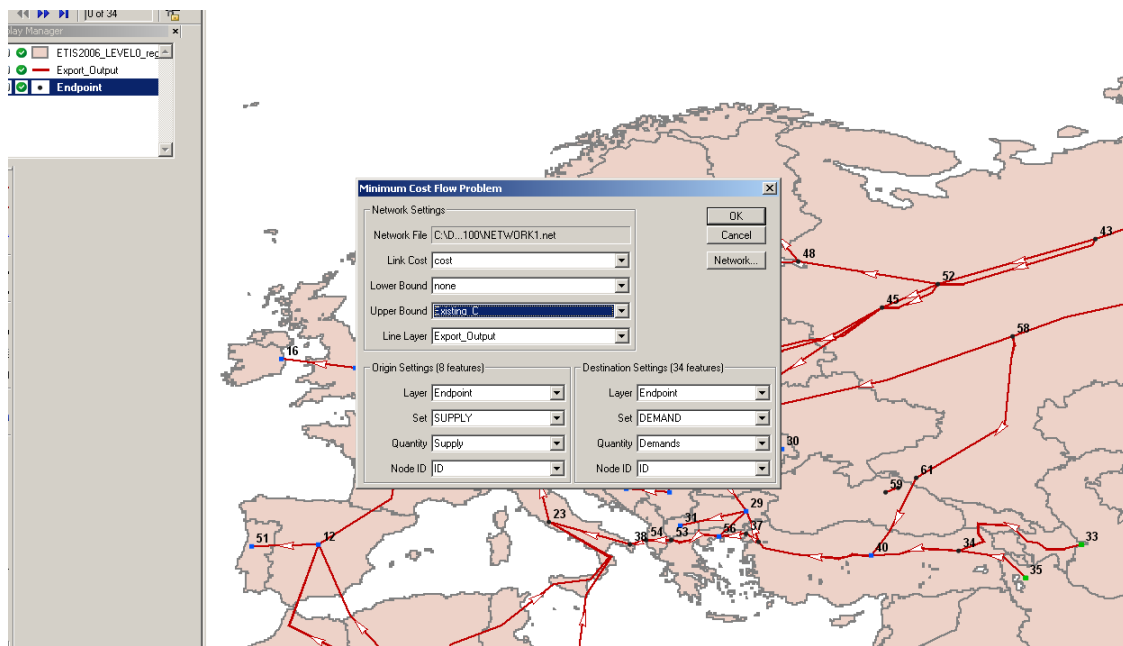 0 of 34
play Manager
ETIS2006_LEVEL0_reg
Export_Output
Endpoint
Minimum Cost Flow Problem
Network Settings
Network File C:\D...100\NETWORK1.net
Link Cost cost
Lower Bound none
Upper Bound Existing_C
Line Layer Export_Output
OK
Cancel
Network...
Origin Settings (8 features)
Layer Endpoint
Set SUPPLY
Quantity Supply
Node ID ID
Destination Settings (34 features)
Layer Endpoint
Set DEMAND
Quantity Demands
Node ID ID
43
48
52
45
58
16
30
61
59
29
23
31
56
37
51
12
38
54
53
40
34
33
35